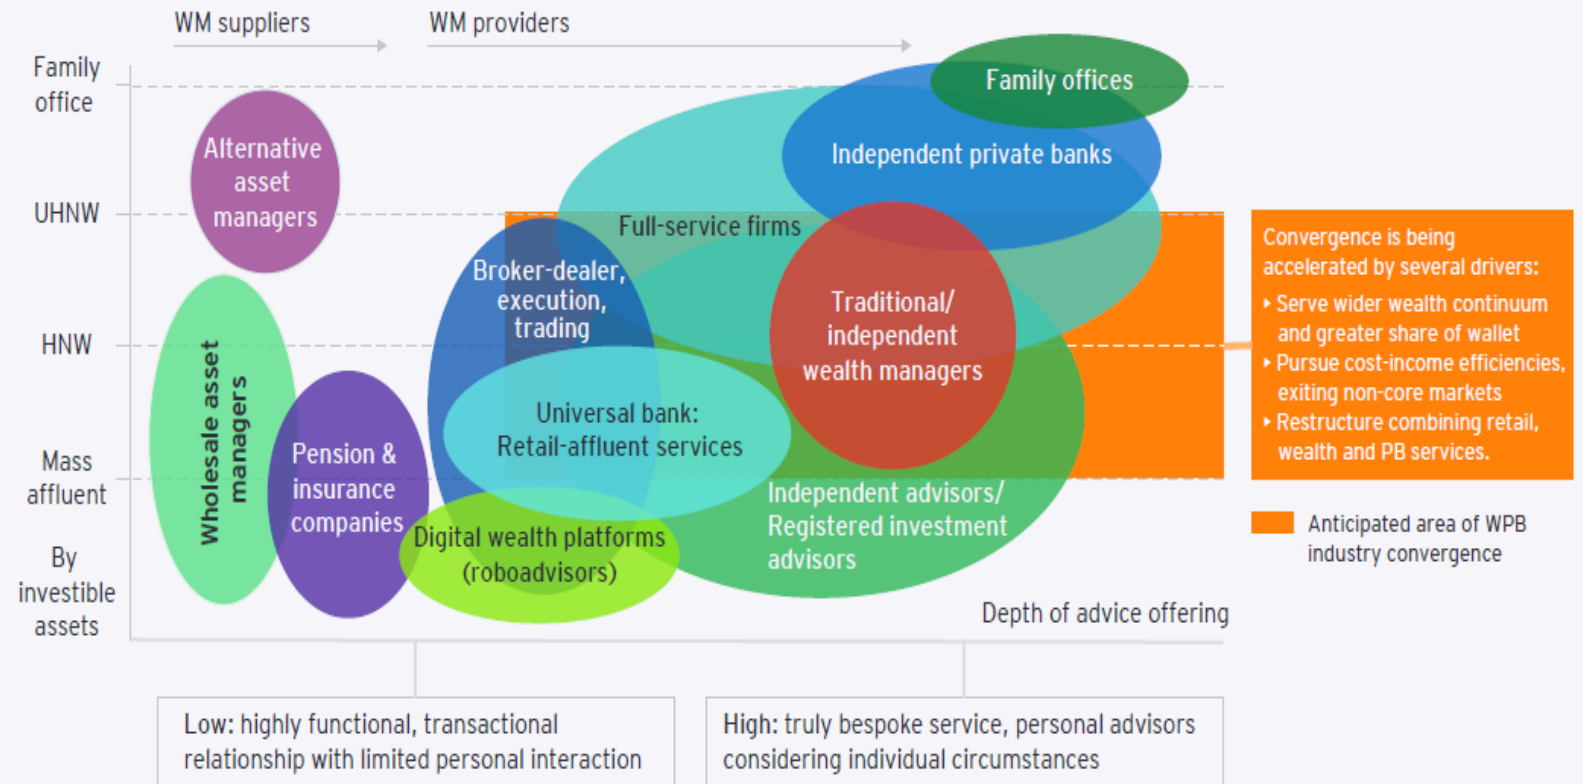 WM suppliers
WM providers
Family
office
UHNW
HNW
Mass
affluent
By
investible
assets
Alternative
asset
managers
Wholesale asset
managers
Pension &
insurance
companies
Family offices
Independent private banks
Full-service firms
Broker-dealer,
execution,
trading
Traditional/
independent
wealth managers
Universal bank:
Retail-affluent services
Digital wealth platforms
(roboadvisors)
Independent advisors/
Registered investment
advisors
Depth of advice offering
Convergence is being
accelerated by several drivers:
‣ Serve wider wealth continuum
and greater share of wallet
‣ Pursue cost-income efficiencies,
exiting non-core markets
‣ Restructure combining retail,
wealth and PB services.
Anticipated area of WPB
industry convergence
Low: highly functional, transactional
relationship with limited personal interaction
High: truly bespoke service, personal advisors
considering individual circumstances